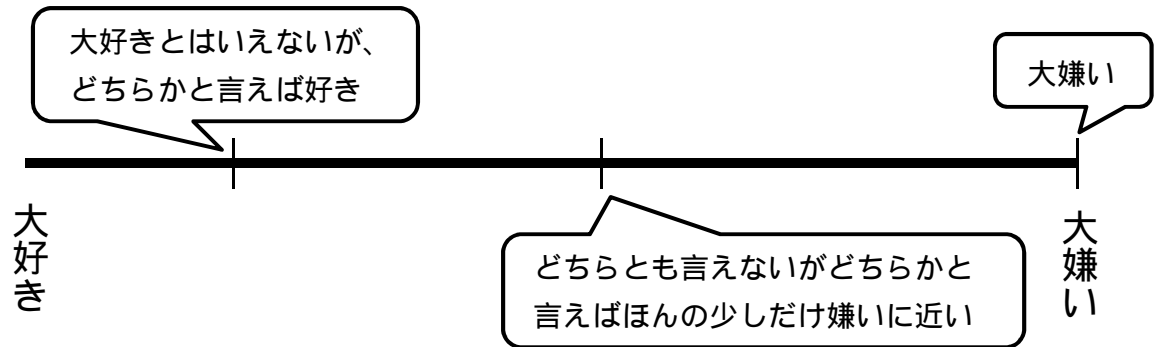 大好きとはいえないが、
どちらかと言えば好き
大嫌い
大好き
大嫌い
どちらとも言えないがどちらかと
言えばほんの少しだけ嫌いに近い